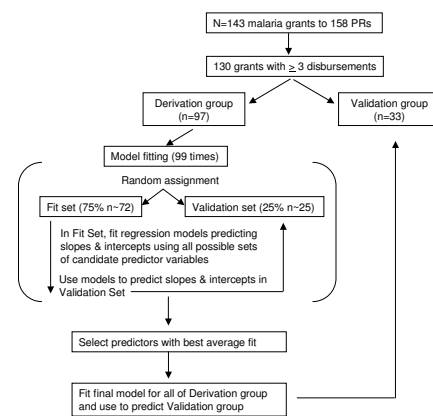 N=143 malaria grants to 158 PRs
130 grants with ≥ 3 disbursements
Derivation group
(n=97)
Validation group
(n=33)
Model fitting (99 times)
Random assignment
Fit set (75% n~72)
Validation set (25% n~25)
In Fit Set, fit regression models predicting
slopes & intercepts using all possible sets
of candidate predictor variables
Use models to predict slopes & intercepts in
Validation Set
Select predictors with best average fit
Fit final model for all of Derivation group
and use to predict Validation group